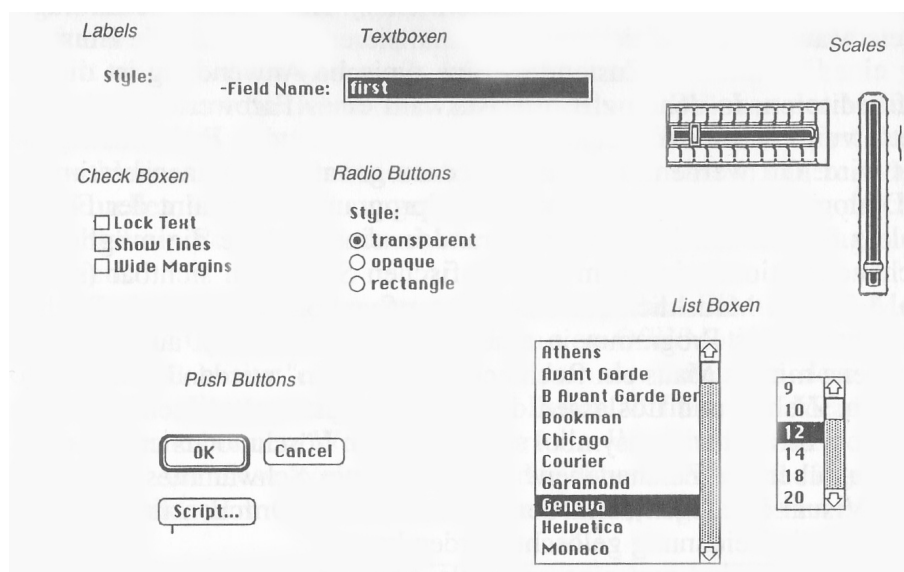 Labels
Textboxen
Scales
Style:
-Field Name: first
Check Boxen
Radio Buttons
Lock Text
Show Lines
Wide Margins
Style:
transparent
opaque
rectangle
List Boxen
Push Buttons
OK
Cancel
Script...
Athens
Avant Garde
B Avant Garde Der
Bookman
Chicago
Courier
Garamond
Geneva
Helvetica
Monaco
9
10
12
14
18
20